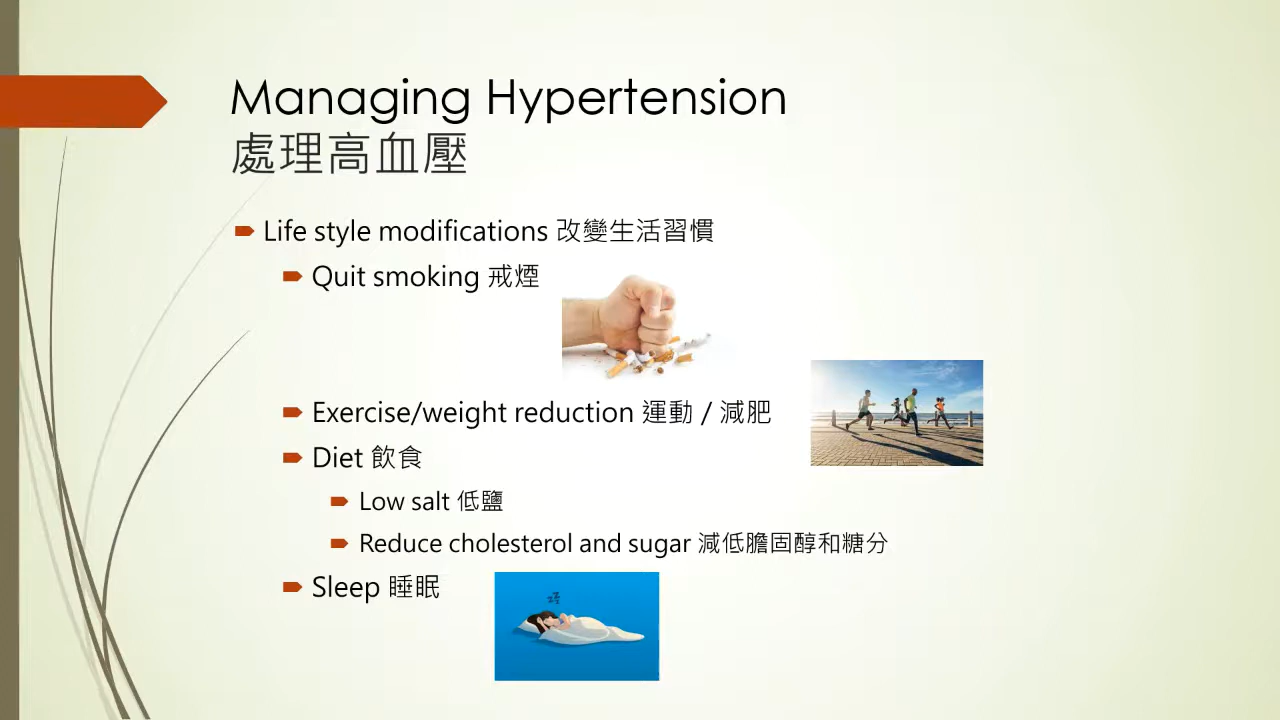 Managing Hypertension
處理高血壓
Life style modifications 改變生活習慣
Quit smoking 戒煙
Exercise/weight reduction 運動 / 減肥
Diet 飲食
Low salt 低鹽
Reduce cholesterol and sugar 減低膽固醇和糖分
Sleep 睡眠